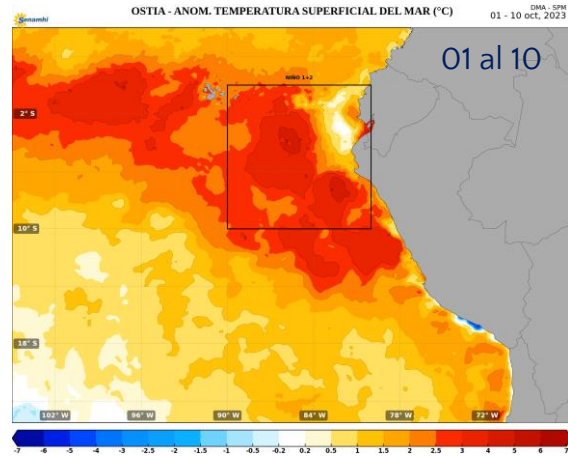 Senamhi
OSTIA - ANOM. TEMPERATURA SUPERFICIAL DEL MAR (°C)
DMA - SPM
01 - 10 oct, 2023
01 al 10
NIÑO 1+2
2° S
10° S
18° S
102° W 96° W 90° W 84° W 78° W 72° W
-7 -6 -5 -4 -3 -2.5 -2 -1.5 -1 -0.5 -0.2 0.2 0.5 1 1.5 2 2.5 3 4 5 6 7